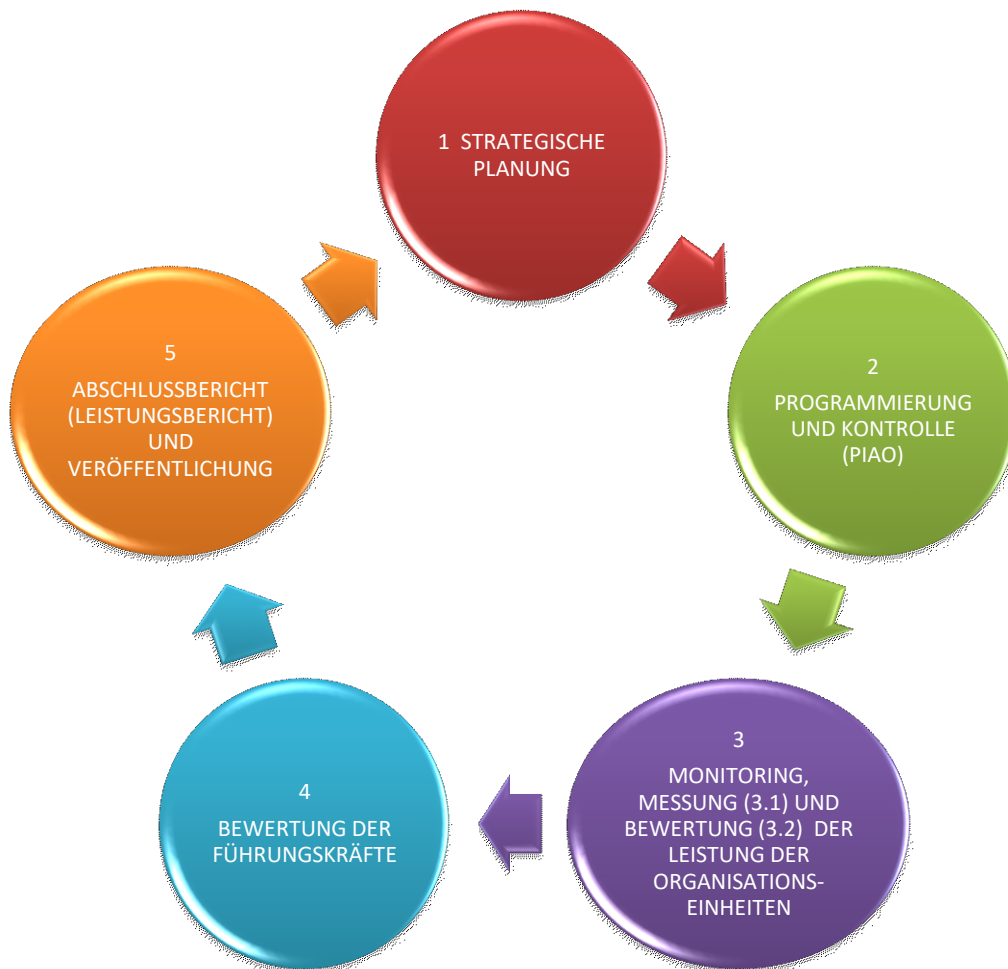 1 STRATEGISCHE
PLANUNG
2
PROGRAMMIERUNG
UND KONTROLLE
(PIAO)
3
MONITORING,
MESSUNG (3.1) UND
BEWERTUNG (3.2) DER
LEISTUNG DER
ORGANISATIONS-
EINHEITEN
4
BEWERTUNG DER
FÜHRUNGSKRÄFTE
5
ABSCHLUSSBERICHT
(LEISTUNGSBERICHT)
UND
VERÖFFENTLICHUNG